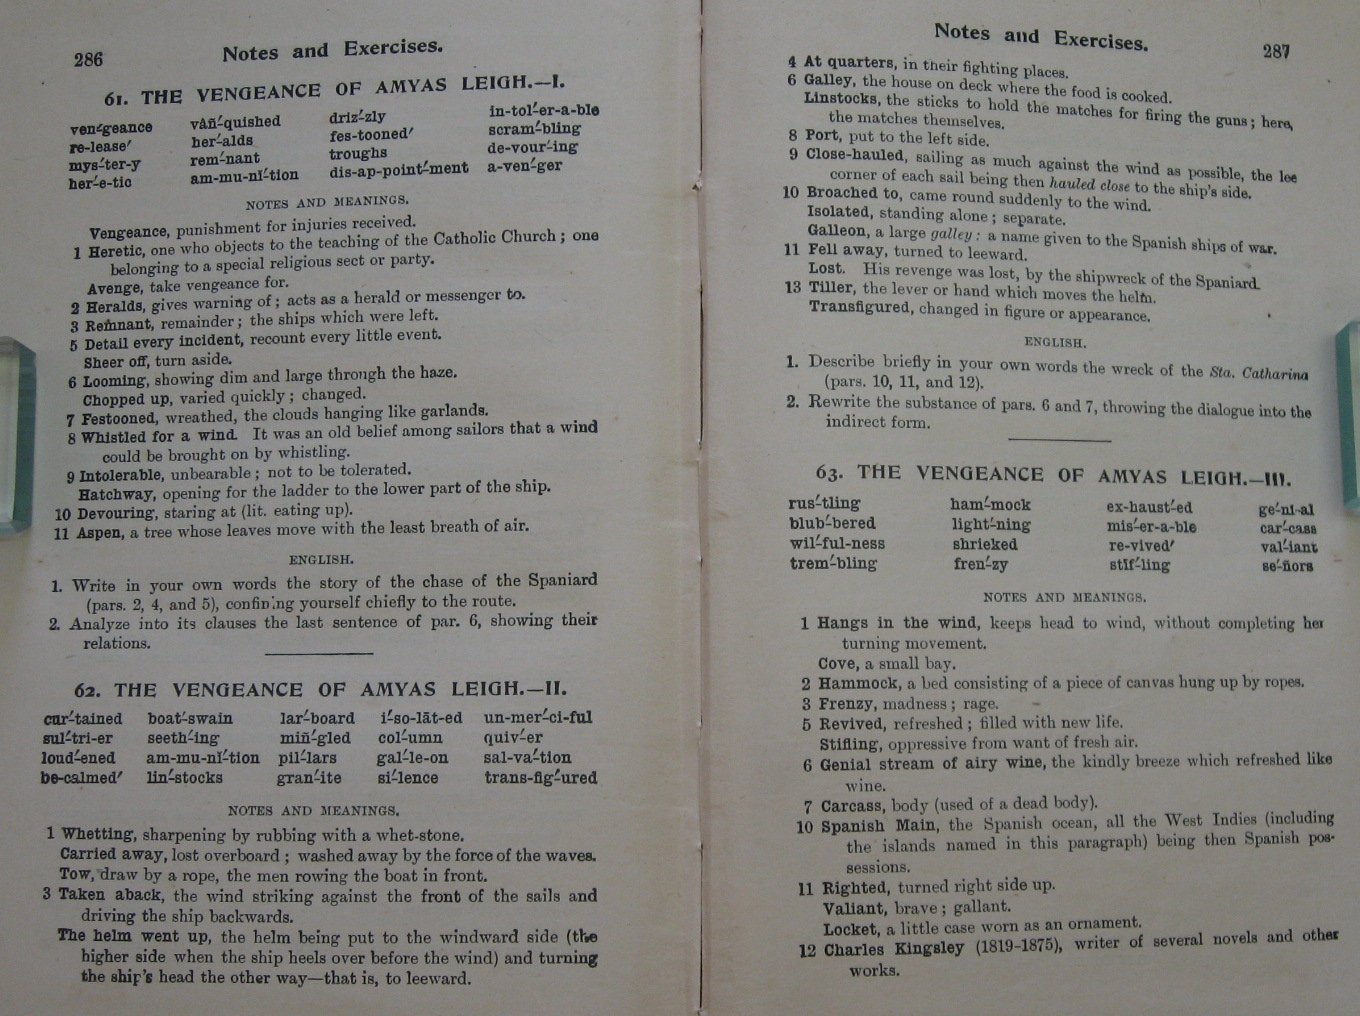 286
Notes and Exercises.
61. THE VENGEANCE OF AMYAS LEIGH.—I.
ven´geance vȧñ´quished driz´zly in-tol´er-a-ble
re-lease´ her´alds fes-tooned´ scram´bling
mys´ter-y rem´nant troughs de-vour´ing
her´e-tic am-mu-nĭ´tion dis-ap-point´ment a-ven´ger
NOTES AND MEANINGS.
Vengeance, punishment for injuries received.
1 Heretic, one who objects to the teaching of the Catholic Church; one
belonging to a special religious sect or party.
Avenge, take vengeance for.
2 Heralds, gives warning of; acts as a herald or messenger to.
3 Remnant, remainder; the ships which were left.
5 Detail every incident, recount every little event.
Sheer off, turn aside.
6 Looming, showing dim and large through the haze.
Chopped up, varied quickly; changed.
7 Festooned, wreathed, the clouds hanging like garlands.
8 Whistled for a wind. It was an old belief among sailors that a wind
could be brought on by whistling.
9 Intolerable, unbearable; not to be tolerated.
Hatchway, opening for the ladder to the lower part of the ship.
10 Devouring, staring at (lit. eating up).
11 Aspen, a tree whose leaves move with the least breath of air.
ENGLISH.
1. Write in your own words the story of the chase of the Spaniard
(pars. 2, 4, and 5), confining yourself chiefly to the route.
2. Analyze into its clauses the last sentence of par. 6, showing their
relations.
62. THE VENGEANCE OF AMYAS LEIGH.—II.
cur´tained boat´swain lar´board i´so-lāt-ed un-mer´ci-ful
sul´tri-er seeth´ing miñ´gled col´umn quiv´er
loud´ened am-mu-nĭ´tion pil´lars gal´le-on sal-va´tion
be-calmed´ lin´stocks gran´ite si´lence trans-fig´ured
NOTES AND MEANINGS.
1 Whetting, sharpening by rubbing with a whet-stone.
Carried away, lost overboard; washed away by the force of the waves.
Tow, draw by a rope, the men rowing the boat in front.
3 Taken aback, the wind striking against the front of the sails and
driving the ship backwards.
The helm went up, the helm being put to the windward side (the
higher side when the ship heels over before the wind) and turning
the ship's head the other way—that is, to leeward.
Notes and Exercises.
287
4 At quarters, in their fighting places.
6 Galley, the house on deck where the food is cooked.
Linstocks, the sticks to hold the matches for firing the guns; here,
the matches themselves.
8 Port, put to the left side.
9 Close-hauled, sailing as much against the wind as possible, the lee
corner of each sail being then hauled close to the ship's side.
10 Broached to, came round suddenly to the wind.
Isolated, standing alone; separate.
Galleon, a large galley: a name given to the Spanish ships of war.
11 Fell away, turned to leeward.
Lost. His revenge was lost, by the shipwreck of the Spaniard.
13 Tiller, the lever or hand which moves the helm.
Transfigured, changed in figure or appearance.
ENGLISH.
1. Describe briefly in your own words the wreck of the Sta. Catharina
(pars. 10, 11, and 12).
2. Rewrite the substance of pars. 6 and 7, throwing the dialogue into the
indirect form.
63. THE VENGEANCE OF AMYAS LEIGH.—III.
rus´tling ham´mock ex-haust´ed ge´ni-al
blub´bered light´ning mis´er-a-ble car´cass
wil´ful-ness shrieked re-vived´ val´iant
trem´bling fren´zy stīf´ling se´ñors
NOTES AND MEANINGS.
1 Hangs in the wind, keeps head to wind, without completing her
turning movement.
Cove, a small bay.
2 Hammock, a bed consisting of a piece of canvas hung up by ropes.
3 Frenzy, madness; rage.
5 Revived, refreshed; filled with new life.
Stifling, oppressive from want of fresh air.
6 Genial stream of airy wine, the kindly breeze which refreshed like
wine.
7 Carcass, body (used of a dead body).
10 Spanish Main, the Spanish ocean, all the West Indies (including
the islands named in this paragraph) being then Spanish pos-
sessions.
11 Righted, turned right side up.
Valiant, brave; gallant.
Locket, a little case worn as an ornament.
12 Charles Kingsley (1819-1875), writer of several novels and other
works.